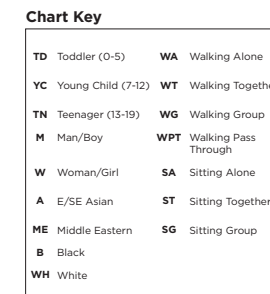 Chart Key
TD Toddler (0-5) WA Walking Alone
YC Young Child (7-12) WT Walking Togethe
TN Teenager (13-19) WG Walking Group
M Man/Boy WPT Walking Pass
Through
W Woman/Girl SA Sitting Alone
A E/SE Asian ST Sitting Together
ME Middle Eastern SG Sitting Group
B Black
WH White